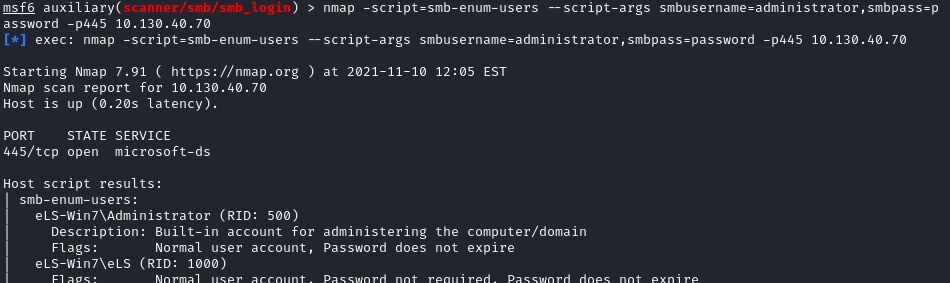 msf6 auxiliary(scanner/smb/smb_login) > nmap -script=smb-enum-users --script-args smbusername=administrator,smbpass=p
assword -p445 10.130.40.70
[*] exec: nmap -script=smb-enum-users --script-args smbusername=administrator,smbpass=password -p445 10.130.40.70
Starting Nmap 7.91 ( https://nmap.org ) at 2021-11-10 12:05 EST
Nmap scan report for 10.130.40.70
Host is up (0.20s latency).
PORT    STATE SERVICE
445/tcp open  microsoft-ds
Host script results:
| smb-enum-users:
|   eLS-Win7\Administrator (RID: 500)
|     Description: Built-in account for administering the computer/domain
|     Flags:       Normal user account, Password does not expire
|   eLS-Win7\eLS (RID: 1000)
|     Flags:       Normal user account, Password not required, Password does not expire